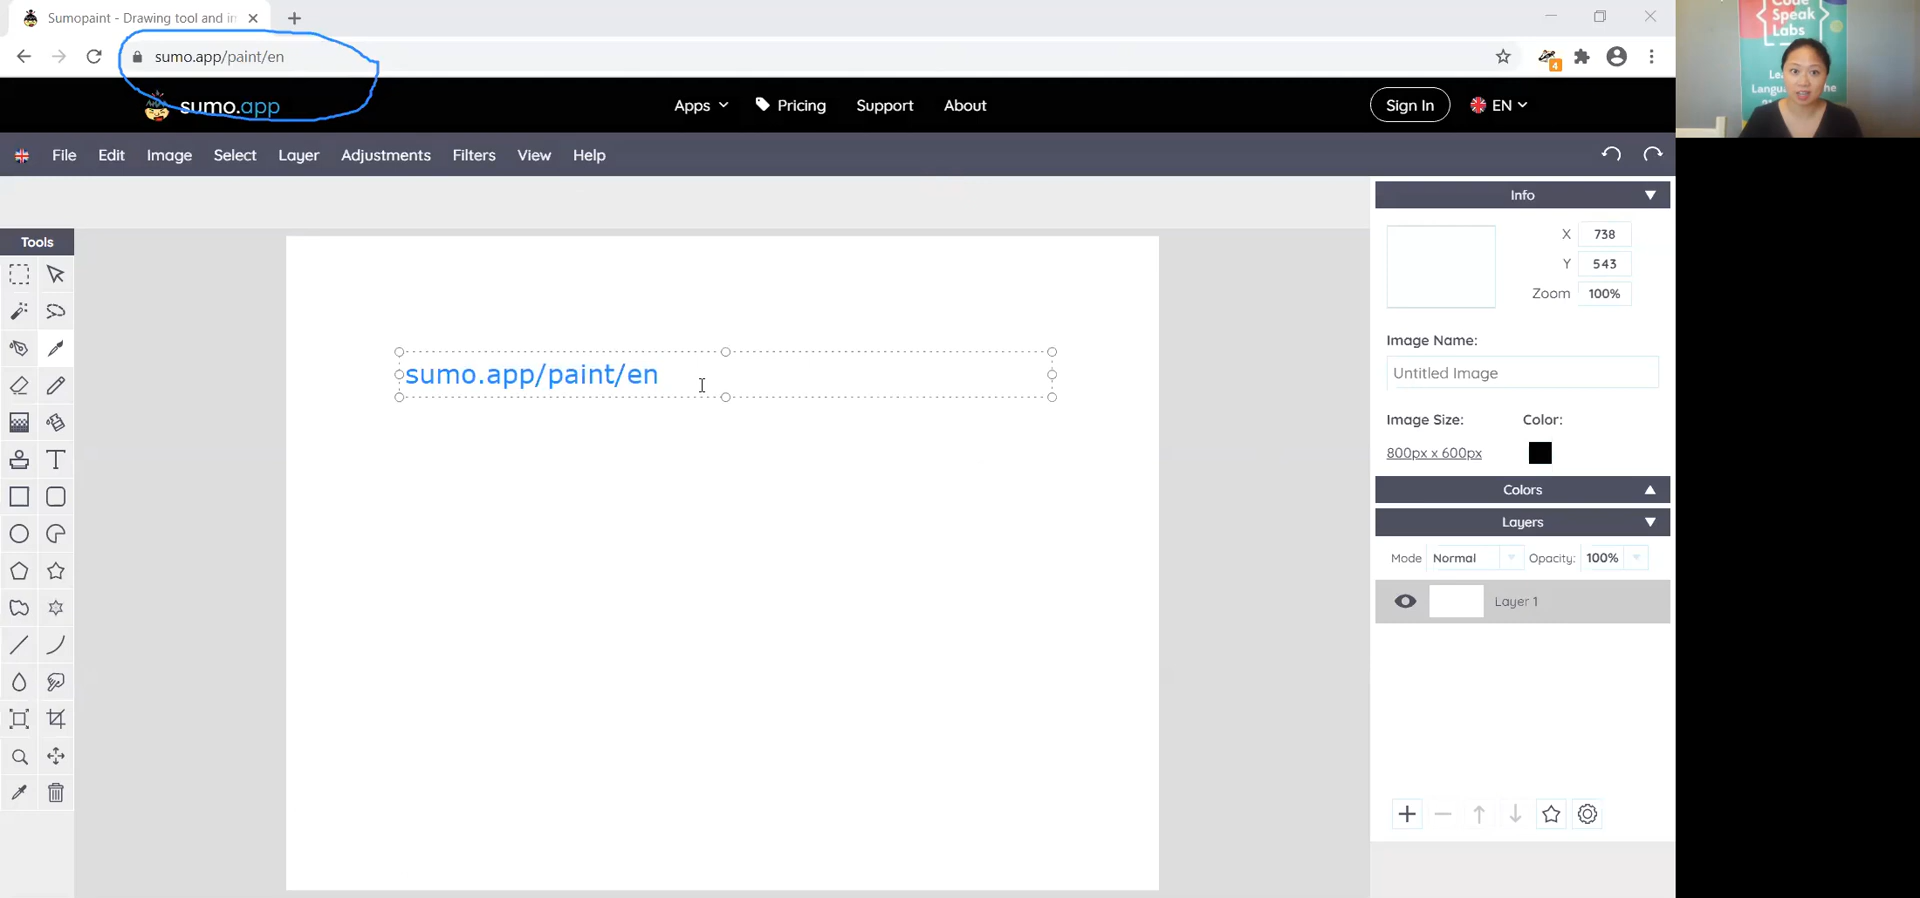 Sumopaint - Drawing tool and in
sumo.app/paint/en
4
sumo.app
Apps
Pricing
Support
About
Sign In
EN
File
Edit
Image
Select
Layer
Adjustments
Filters
View
Help
Info
X 738
Y 543
Zoom 100%
Tools
sumo.app/paint/en
Image Name:
Untitled Image
Image Size:
Color:
800px x 600px
Colors
Layers
Mode Normal
Opacity: 100%
Layer 1
Code
Speak
Labs